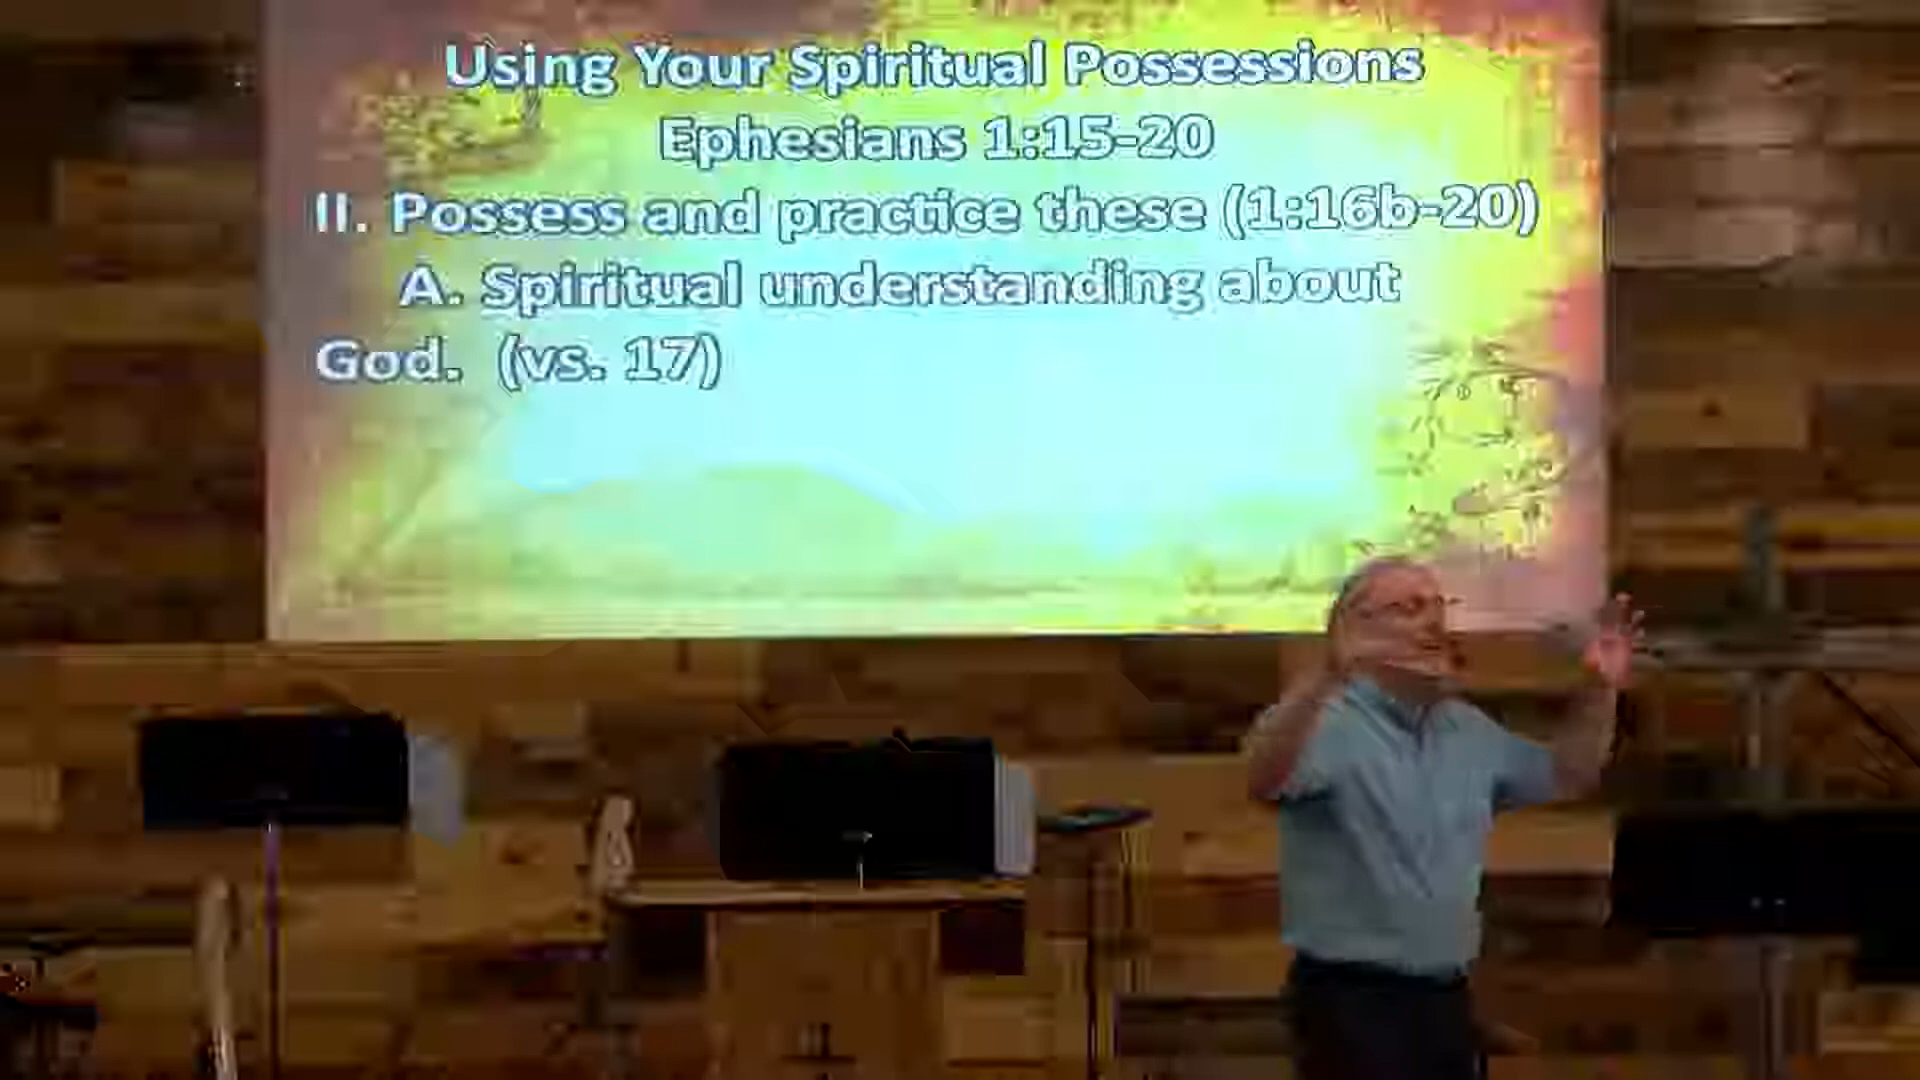 Using Your Spiritual Possessions
Ephesians 1:15-20
II. Possess and practice these (1:16b-20)
A. Spiritual understanding about
God. (vs. 17)